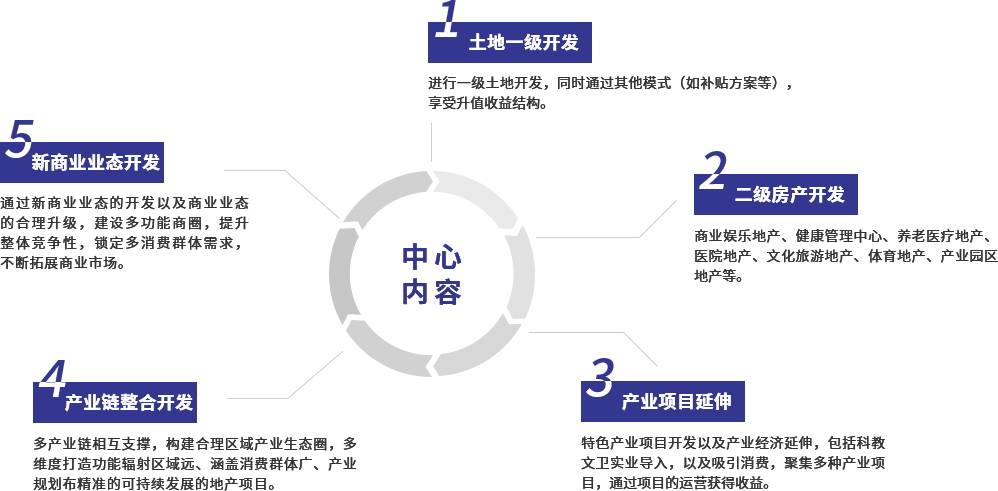 1
土地一级开发
进行一级土地开发，同时通过其他模式（如补贴方案等），
享受升值收益结构。
2
二级房产开发
商业娱乐地产、健康管理中心、养老医疗地产、
医院地产、文化旅游地产、体育地产、产业园区
地产等。
3
产业项目延伸
特色产业项目开发以及产业经济延伸，包括科教
文卫实业导入，以及吸引消费，聚集多种产业项
目，通过项目的运营获得收益。
4
产业链整合开发
多产业链相互支撑，构建合理区域产业生态圈，多
维度打造功能辐射区域远、涵盖消费群体广、产业
规划布精准的可持续发展的地产项目。
5
新商业业态开发
通过新商业业态的开发以及商业业态
的合理升级，建设多功能商圈，提升
整体竞争性，锁定多消费群体需求，
不断拓展商业市场。
中心
内容